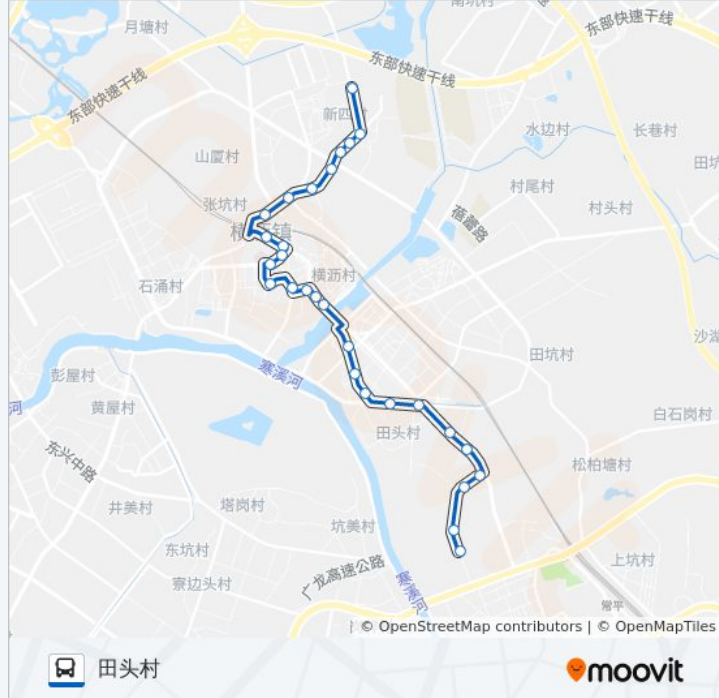 月塘村
南坑村
东部快速干线
东部快速干线
东部快速干线
新四村
水边村
长巷村
山厦村
田坑
村尾村
张坑村
村头村
蓓蕾路
横沥镇
横沥村
石涌村
沙湖
田坑村
寒溪河
彭屋村
河
黄屋村
白石岗村
田头村
东兴中路
松柏塘村
塔岗村
井美村
坑美村
东坑村
上坑村
广龙高速公路
寮边头村
寒溪河
常平
© OpenStreetMap contributors | © OpenMapTiles
田头村
moovit